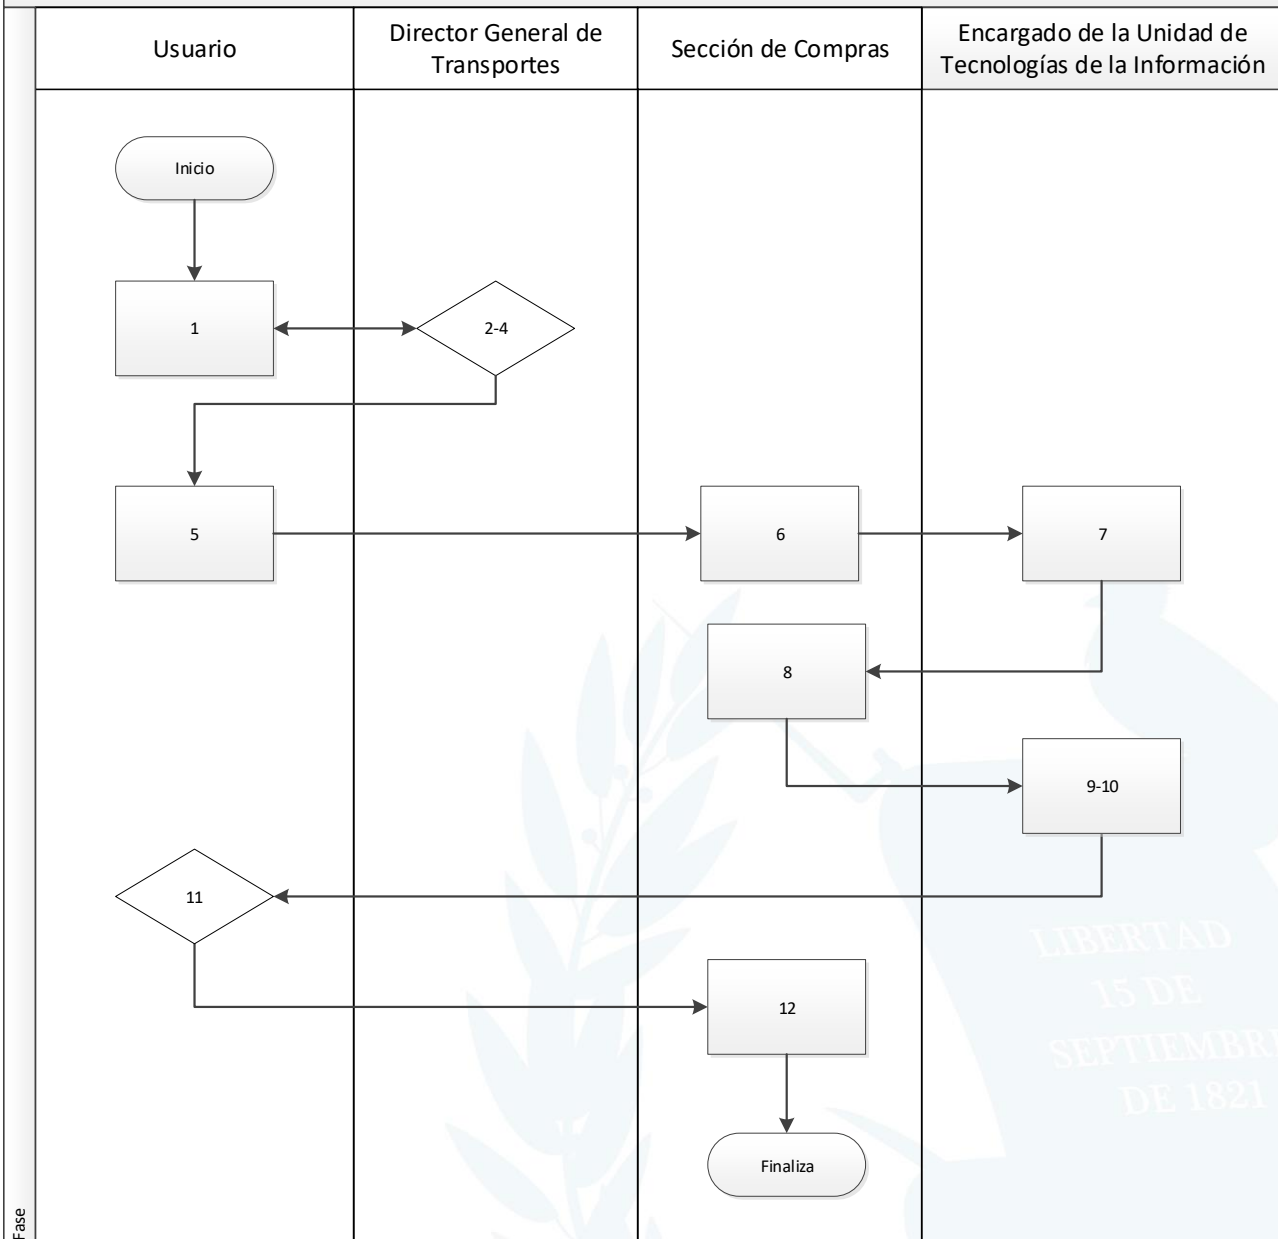 Usuario
Director General de
Transportes
Sección de Compras
Encargado de la Unidad de
Tecnologías de la Información
Inicio
1
2-4
5
6
7
8
9-10
11
12
Finaliza
Fase
LIBERTAD
15 DE
SEPTIEMBRE
DE 1821